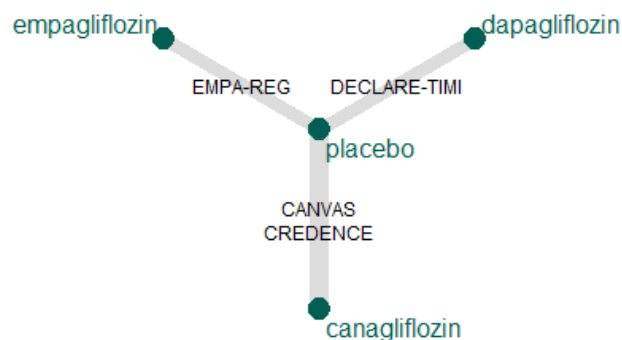 empagliflozin
dapagliflozin
EMPA-REG
DECLARE-TIMI
placebo
CANVAS
CREDENCE
canagliflozin